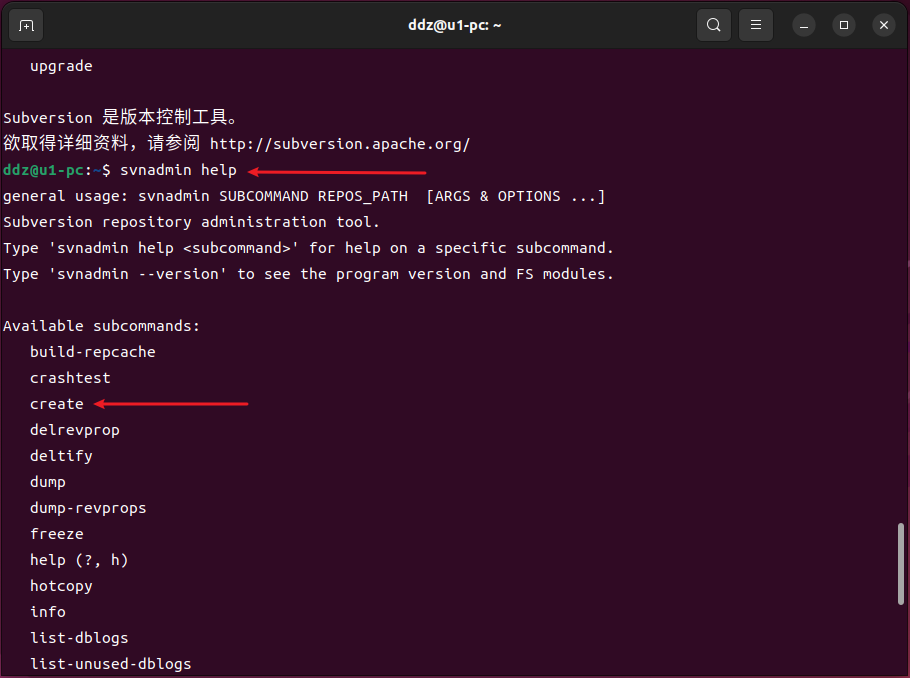 ddz@u1-pc: ~
upgrade
Subversion 是版本控制工具。
欲取得详细资料，请参阅 http://subversion.apache.org/
ddz@u1-pc:~$ svnadmin help
general usage: svnadmin SUBCOMMAND REPOS_PATH  [ARGS & OPTIONS ...]
Subversion repository administration tool.
Type 'svnadmin help <subcommand>' for help on a specific subcommand.
Type 'svnadmin --version' to see the program version and FS modules.
Available subcommands:
build-repcache
crashtest
create
delrevprop
deltify
dump
dump-revprops
freeze
help (?, h)
hotcopy
info
list-dblogs
list-unused-dblogs